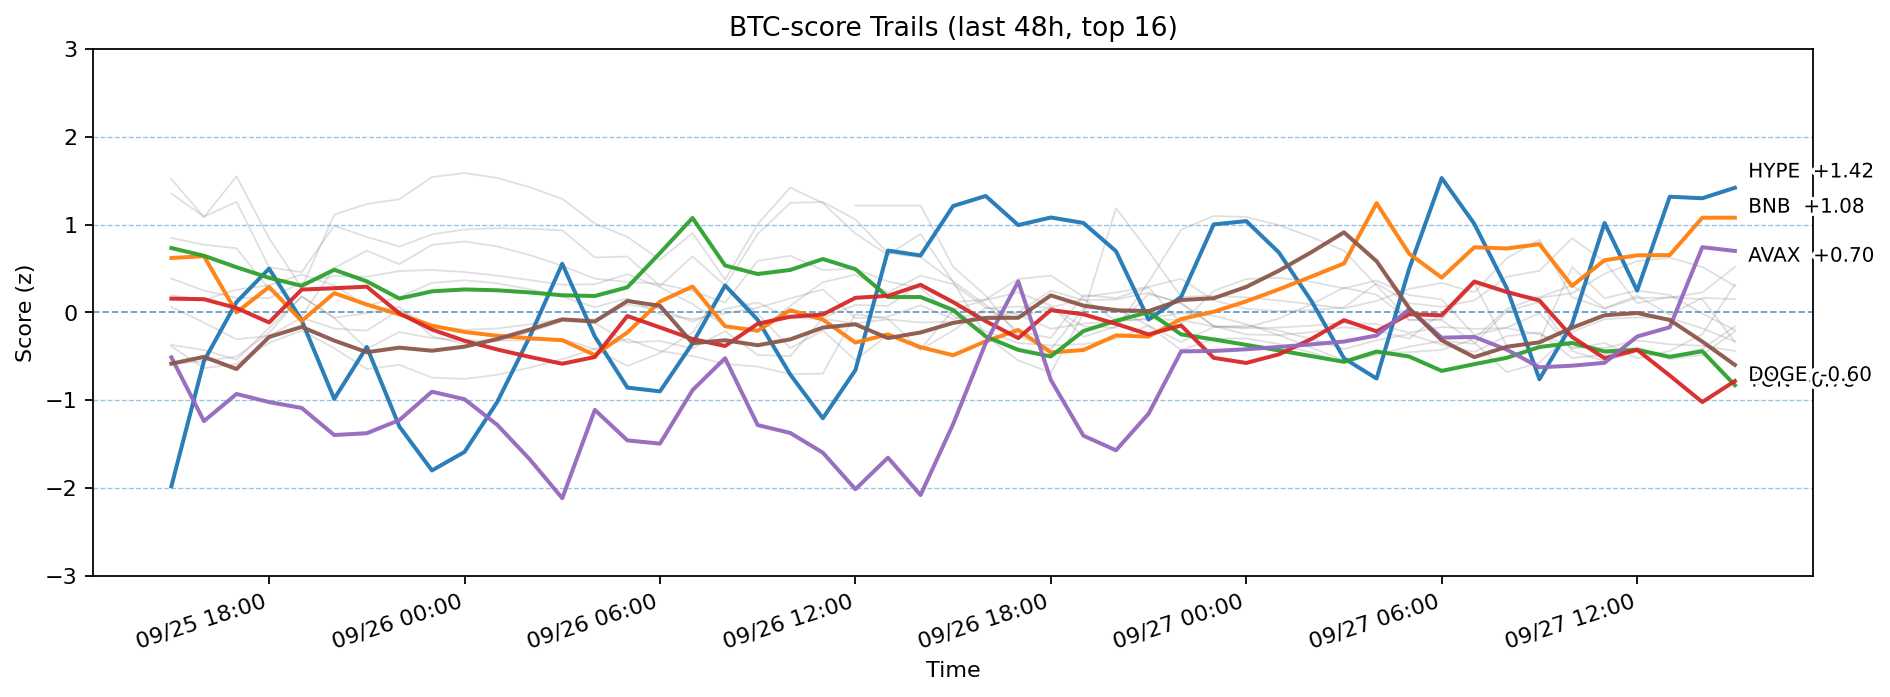 BTC-score Trails (last 48h, top 16)
3
2
1
0
−1
−2
−3
Score (z)
HYPE +1.42
BNB +1.08
AVAX +0.70
DOGE -0.60
09/25 18:00
09/26 00:00
09/26 06:00
09/26 12:00
09/26 18:00
09/27 00:00
09/27 06:00
09/27 12:00
Time